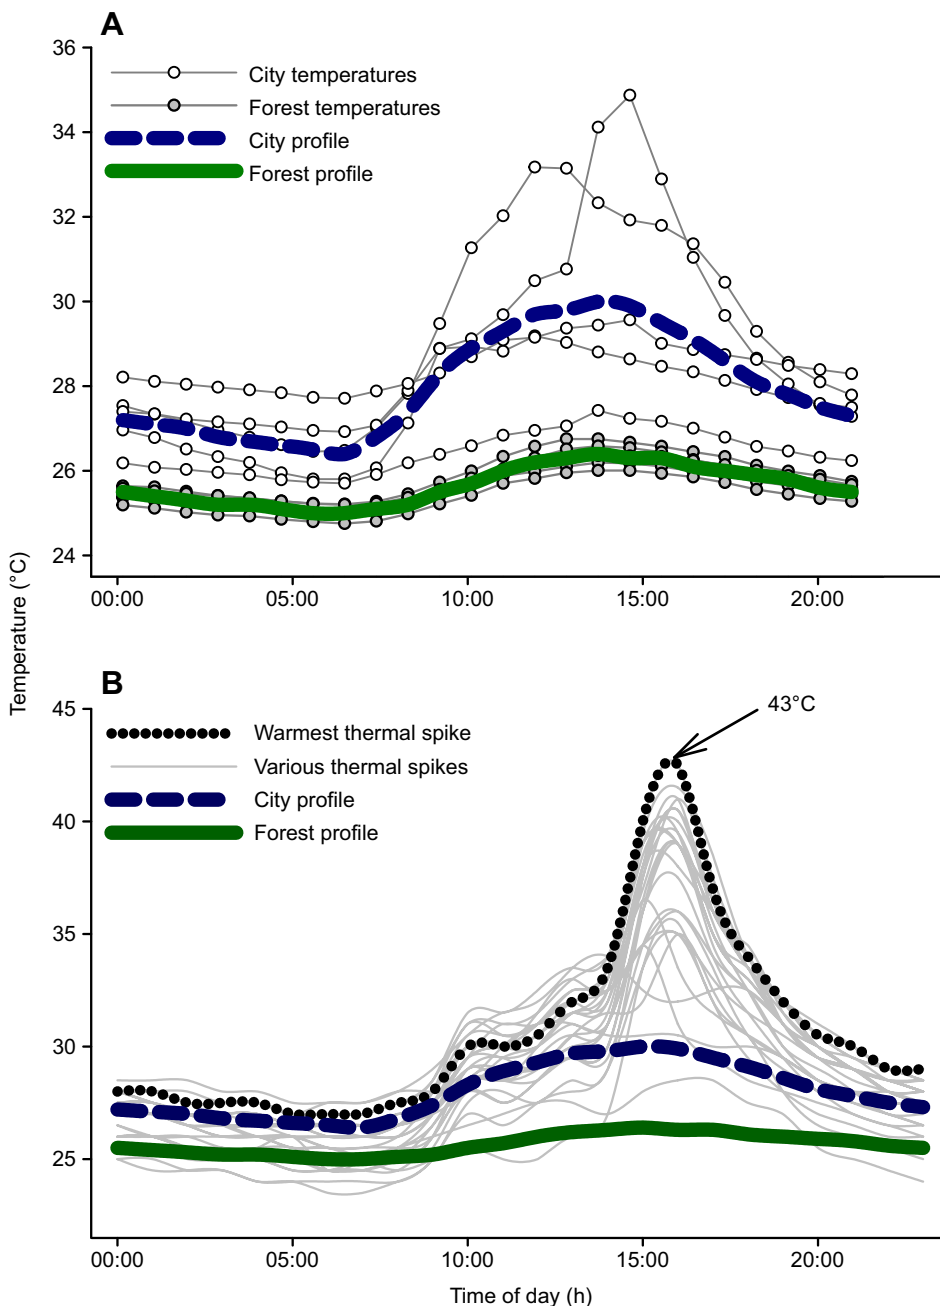 A
36
34
32
30
28
26
24
City temperatures
Forest temperatures
City profile
Forest profile
00:00 05:00 10:00 15:00 20:00
Temperature (°C)
B
45
40
35
30
25
Warmest thermal spike
Various thermal spikes
City profile
Forest profile
43°C
00:00 05:00 10:00 15:00 20:00
Time of day (h)